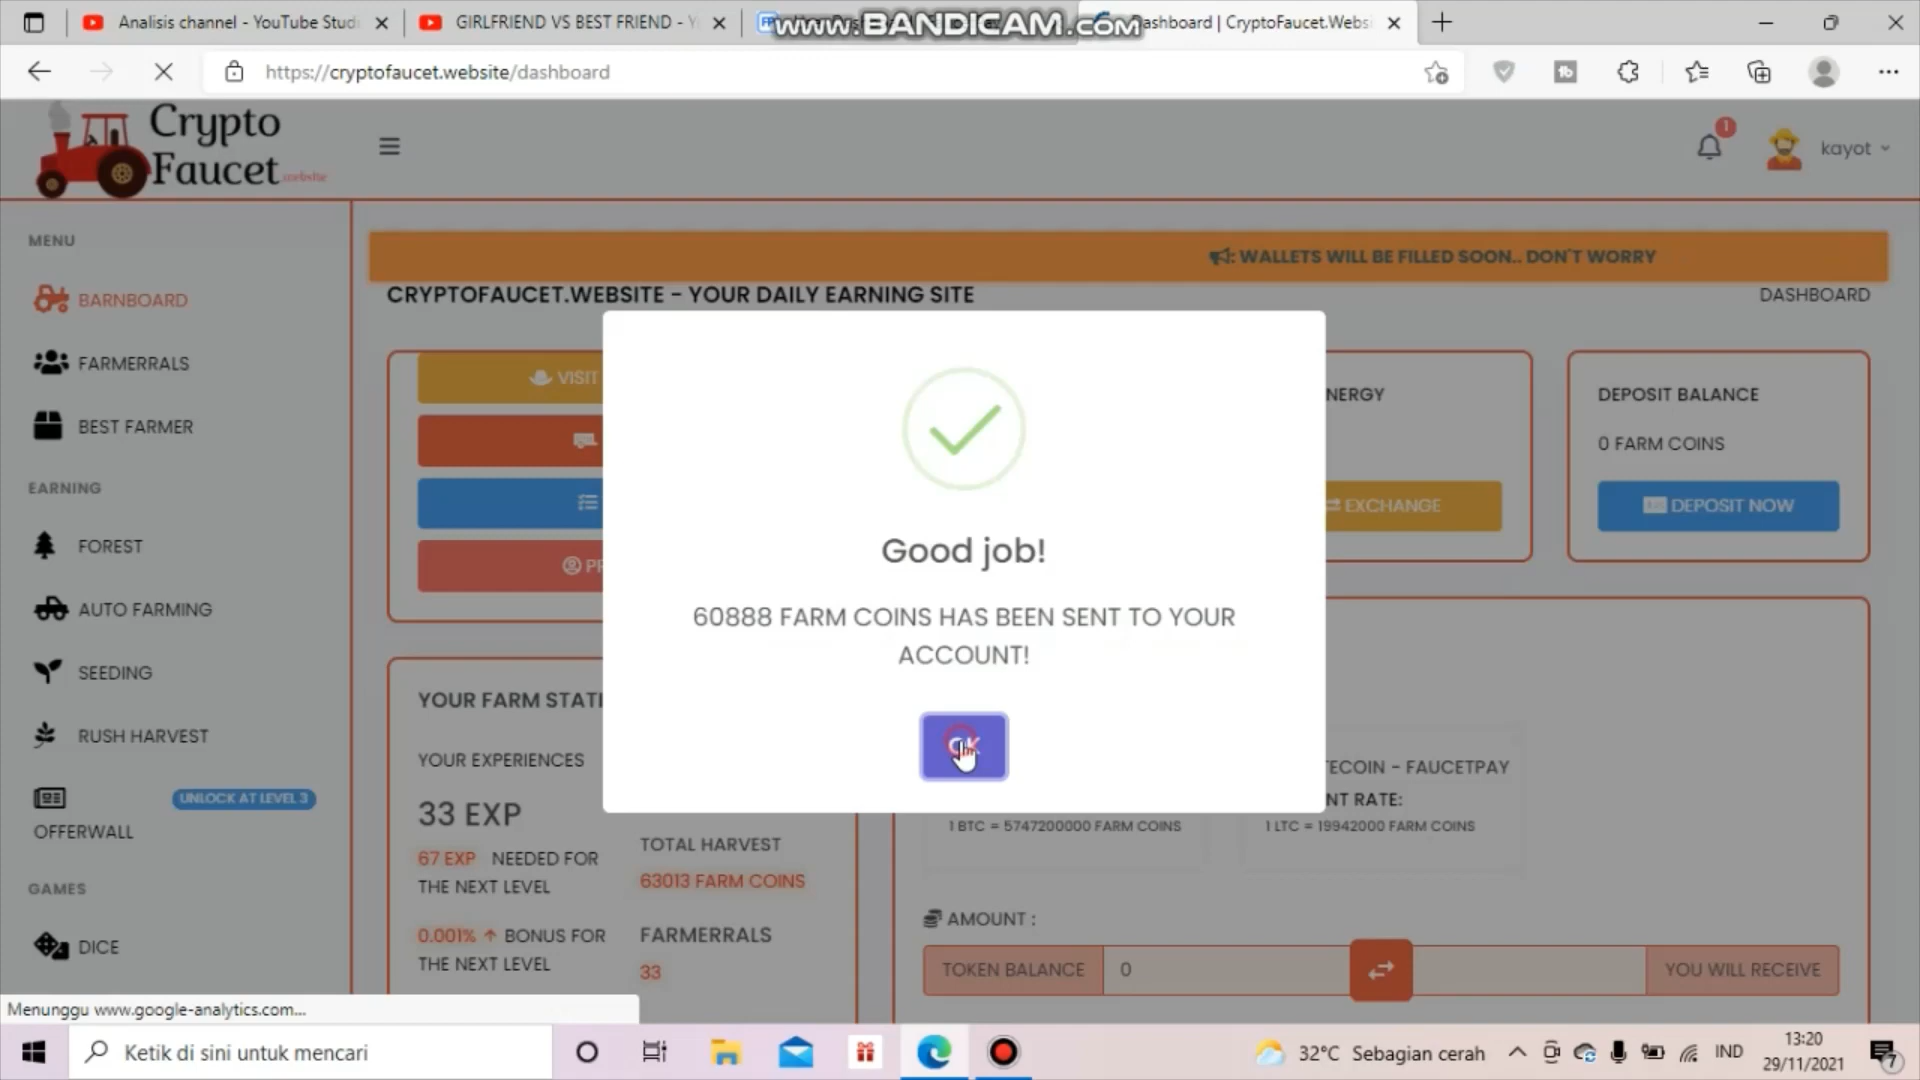 Analisis channel - YouTube Studi
GIRLFRIEND VS BEST FRIEND - Y
www.BANDICAM.com
Dashboard | CryptoFaucet.Websi
https://cryptofaucet.website/dashboard
Crypto
Faucet.website
1
kayot
MENU
WALLETS WILL BE FILLED SOON.. DON'T WORRY
CRYPTOFAUCET.WEBSITE - YOUR DAILY EARNING SITE
DASHBOARD
BARNBOARD
FARMERRALS
BEST FARMER
EARNING
FOREST
AUTO FARMING
SEEDING
RUSH HARVEST
UNLOCK AT LEVEL 3
OFFERWALL
GAMES
DICE
VISIT
PR
NERGY
EXCHANGE
DEPOSIT BALANCE
0 FARM COINS
DEPOSIT NOW
Good job!
60888 FARM COINS HAS BEEN SENT TO YOUR
ACCOUNT!
OK
YOUR FARM STATI
YOUR EXPERIENCES
33 EXP
67 EXP NEEDED FOR
THE NEXT LEVEL
0.001% BONUS FOR
THE NEXT LEVEL
TOTAL HARVEST
63013 FARM COINS
FARMERRALS
33
TECOIN - FAUCETPAY
NT RATE:
1 BTC = 5747200000 FARM COINS
1 LTC = 19942000 FARM COINS
AMOUNT :
TOKEN BALANCE
0
YOU WILL RECEIVE
Menunggu www.google-analytics.com...
Ketik di sini untuk mencari
32°C Sebagian cerah
IND
13:20
29/11/2021
7